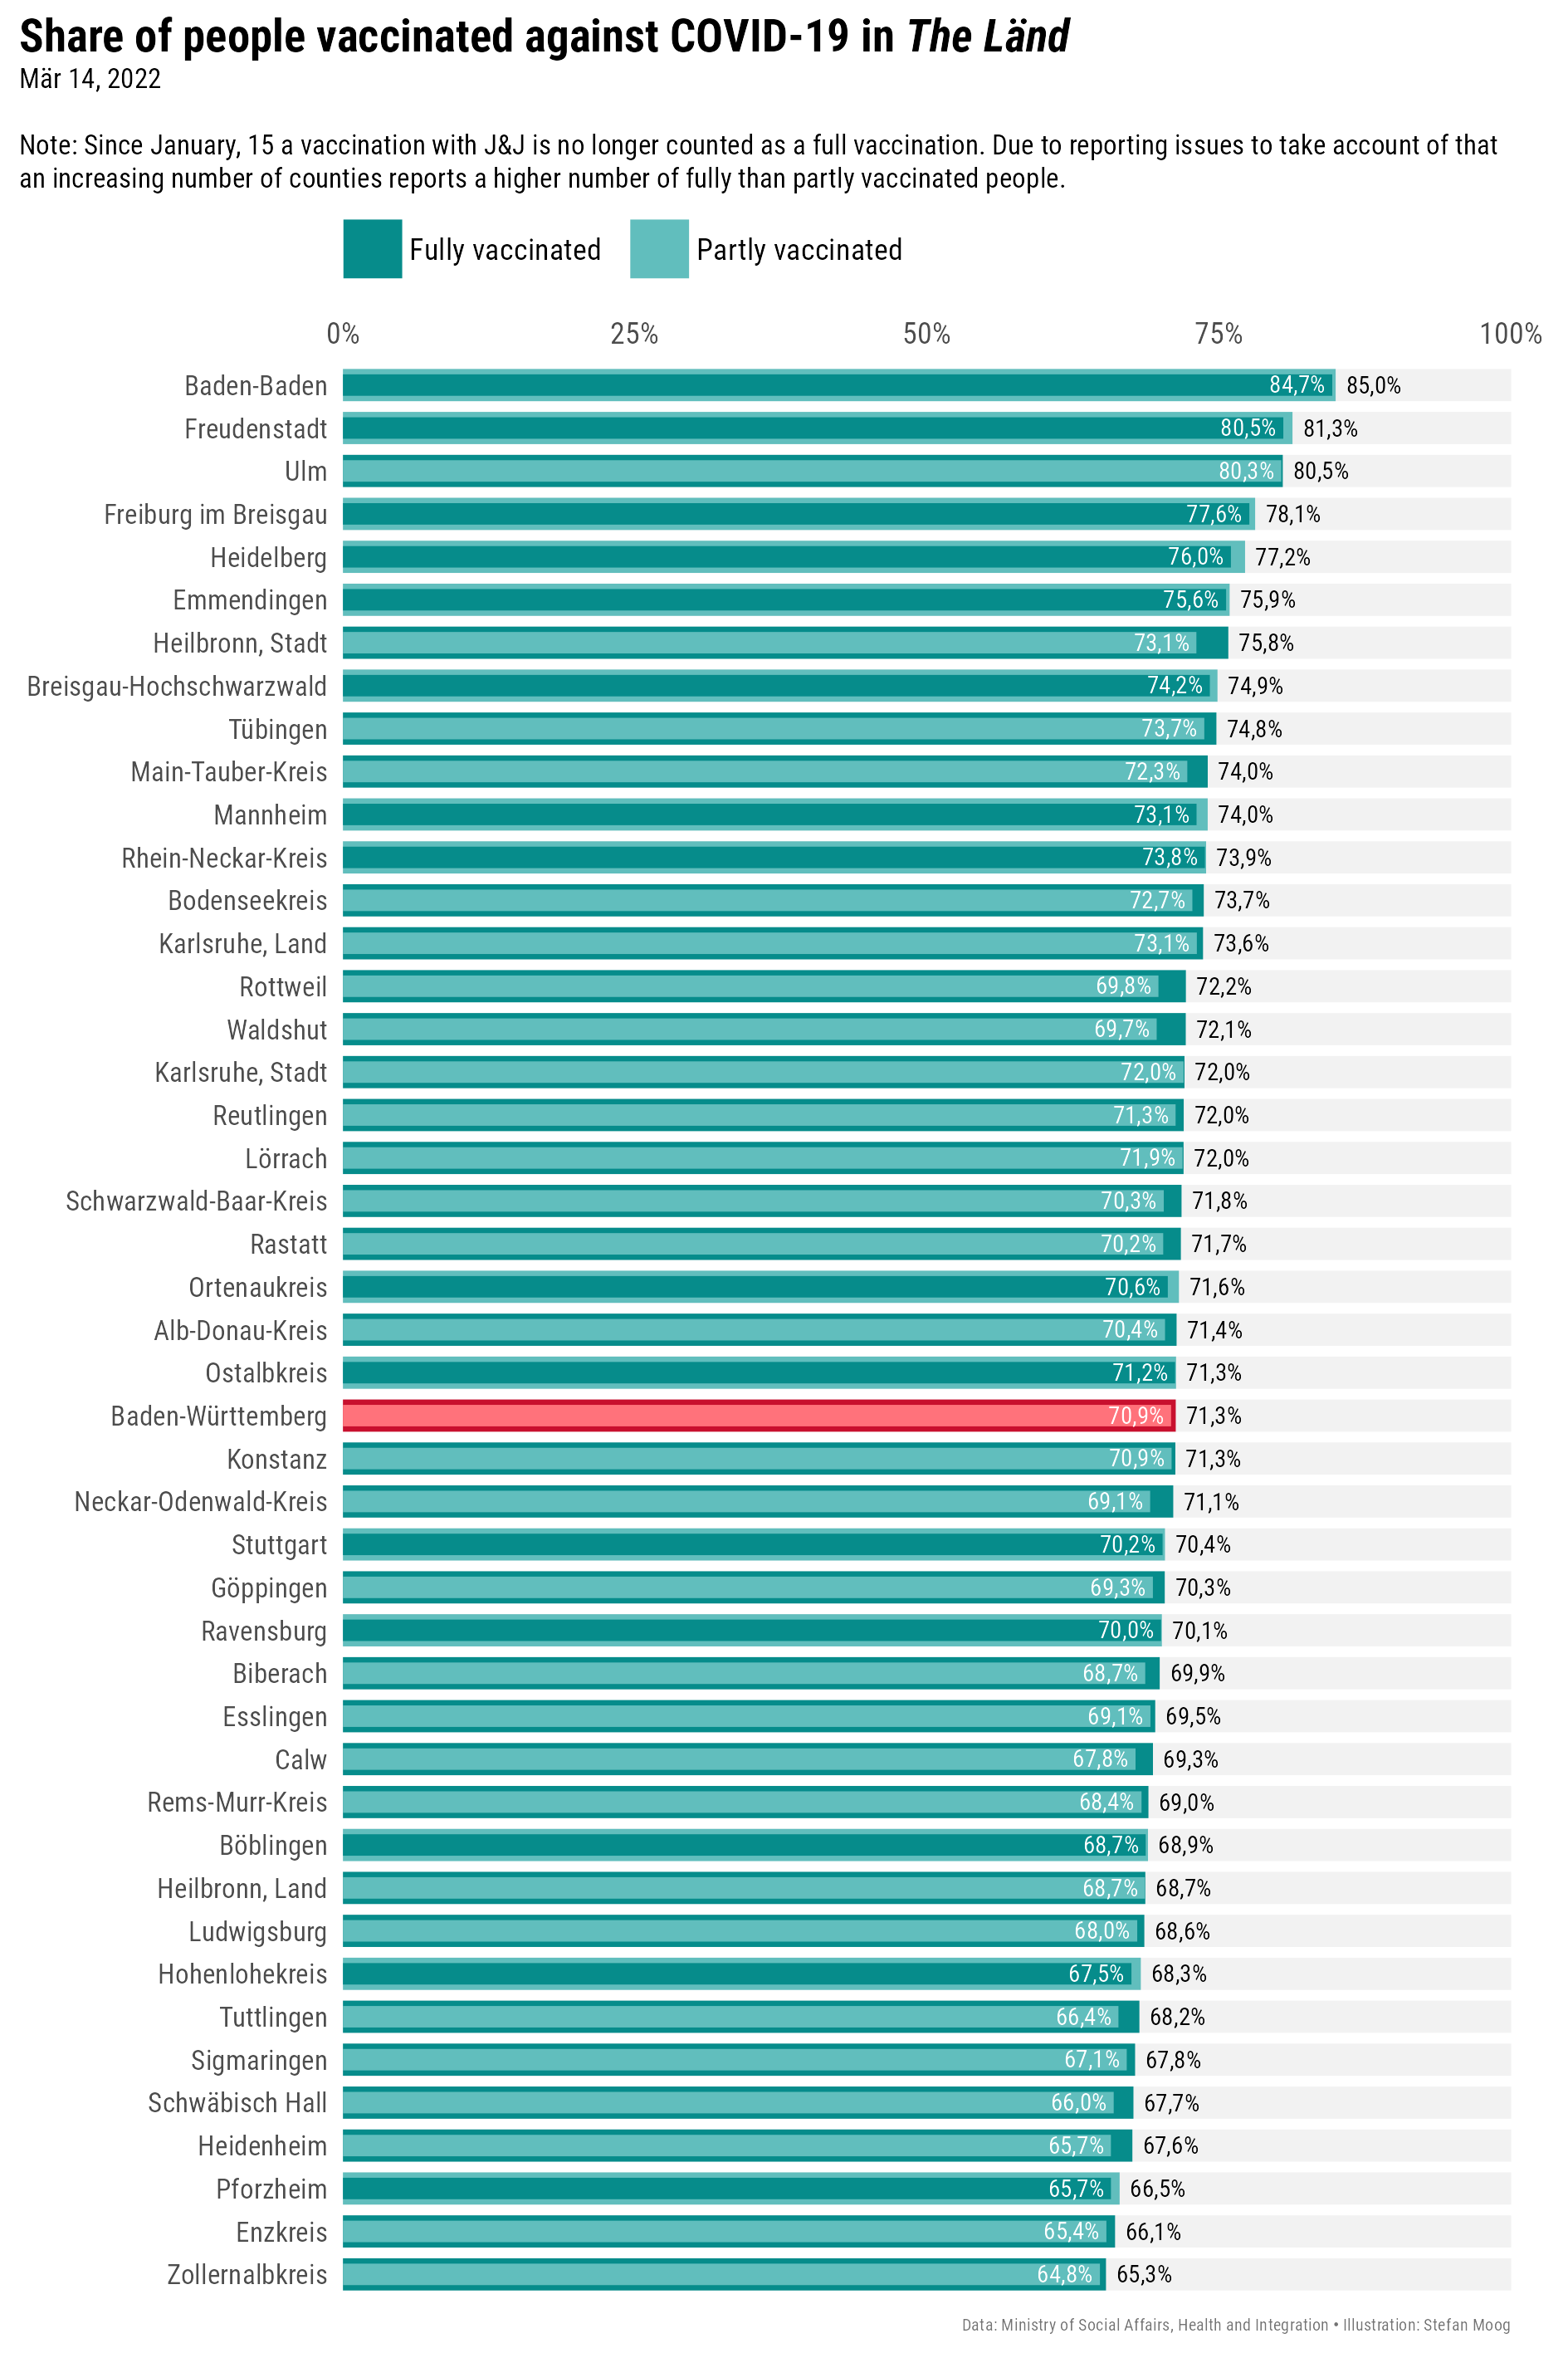 Share of people vaccinated against COVID-19 in The Länd
Mär 14, 2022
Note: Since January, 15 a vaccination with J&J is no longer counted as a full vaccination. Due to reporting issues to take account of that
an increasing number of counties reports a higher number of fully than partly vaccinated people.
Fully vaccinated Partly vaccinated
0% 25% 50% 75% 100%
Baden-Baden 84,7% 85,0%
Freudenstadt 80,5% 81,3%
Ulm 80,3% 80,5%
Freiburg im Breisgau 77,6% 78,1%
Heidelberg 76,0% 77,2%
Emmendingen 75,6% 75,9%
Heilbronn, Stadt 73,1% 75,8%
Breisgau-Hochschwarzwald 74,2% 74,9%
Tübingen 73,7% 74,8%
Main-Tauber-Kreis 72,3% 74,0%
Mannheim 73,1% 74,0%
Rhein-Neckar-Kreis 73,8% 73,9%
Bodenseekreis 72,7% 73,7%
Karlsruhe, Land 73,1% 73,6%
Rottweil 69,8% 72,2%
Waldshut 69,7% 72,1%
Karlsruhe, Stadt 72,0% 72,0%
Reutlingen 71,3% 72,0%
Lörrach 71,9% 72,0%
Schwarzwald-Baar-Kreis 70,3% 71,8%
Rastatt 70,2% 71,7%
Ortenaukreis 70,6% 71,6%
Alb-Donau-Kreis 70,4% 71,4%
Ostalbkreis 71,2% 71,3%
Baden-Württemberg 70,9% 71,3%
Konstanz 70,9% 71,3%
Neckar-Odenwald-Kreis 69,1% 71,1%
Stuttgart 70,2% 70,4%
Göppingen 69,3% 70,3%
Ravensburg 70,0% 70,1%
Biberach 68,7% 69,9%
Esslingen 69,1% 69,5%
Calw 67,8% 69,3%
Rems-Murr-Kreis 68,4% 69,0%
Böblingen 68,7% 68,9%
Heilbronn, Land 68,7% 68,7%
Ludwigsburg 68,0% 68,6%
Hohenlohekreis 67,5% 68,3%
Tuttlingen 66,4% 68,2%
Sigmaringen 67,1% 67,8%
Schwäbisch Hall 66,0% 67,7%
Heidenheim 65,7% 67,6%
Pforzheim 65,7% 66,5%
Enzkreis 65,4% 66,1%
Zollernalbkreis 64,8% 65,3%
Data: Ministry of Social Affairs, Health and Integration • Illustration: Stefan Moog